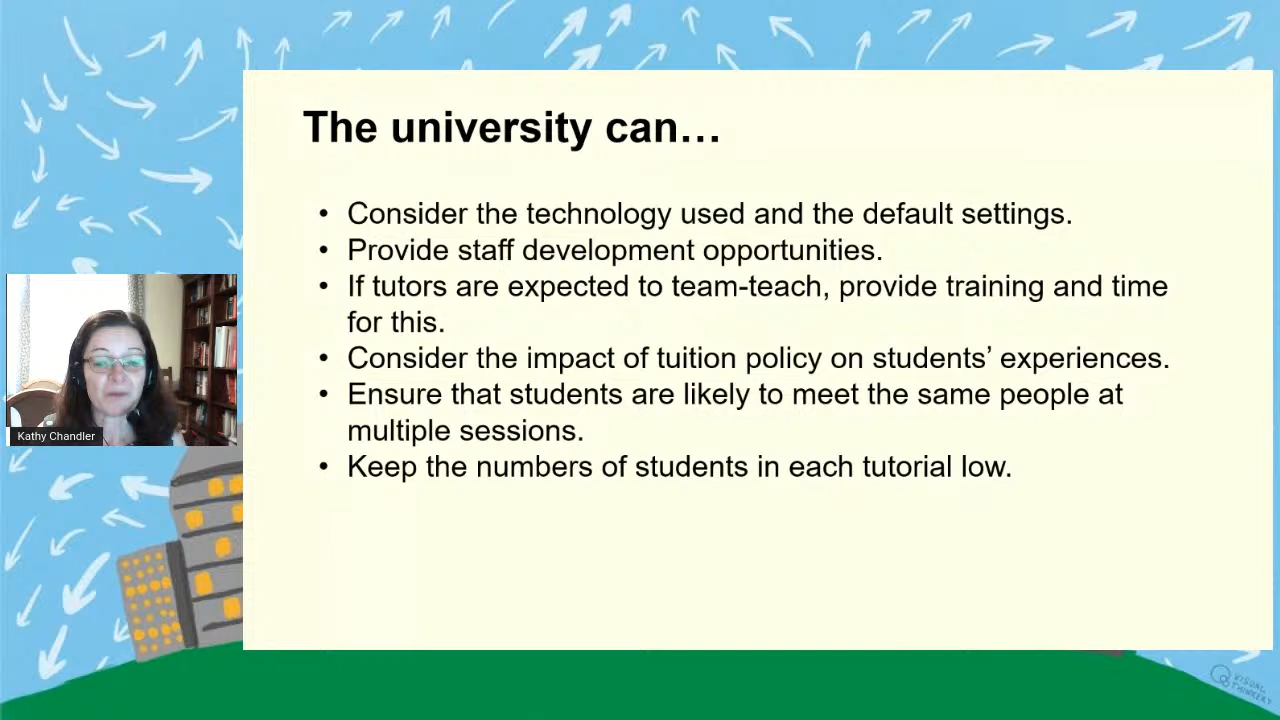 The university can…
• Consider the technology used and the default settings.
• Provide staff development opportunities.
• If tutors are expected to team-teach, provide training and time
for this.
• Consider the impact of tuition policy on students’ experiences.
• Ensure that students are likely to meet the same people at
multiple sessions.
• Keep the numbers of students in each tutorial low.
Kathy Chandler
VISUAL
THINKERY